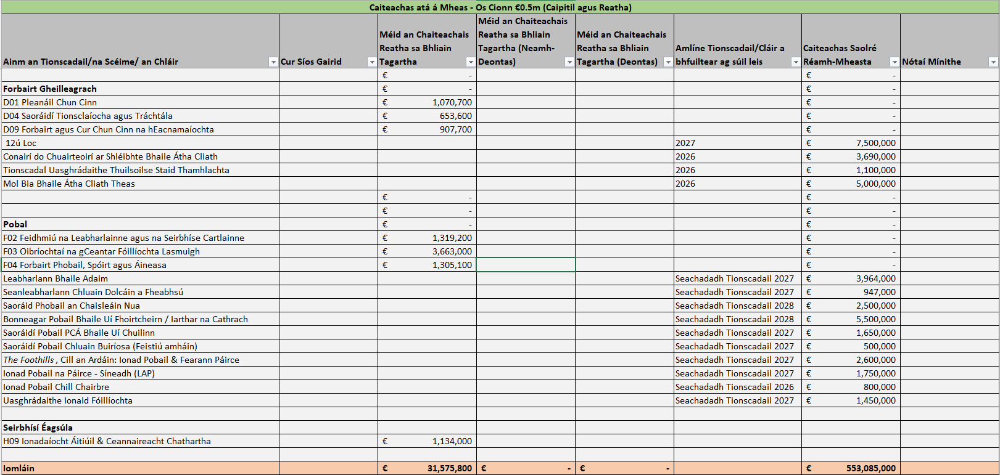 Caiteachas atá á Mheas - Os Cionn €0.5m (Caipitil agus Reatha)
Ainm an Tionscadail/na Scéime/ an Chláir
Cur Síos Gairid
Méid an Chaiteachais
Reatha sa Bhliain
Tagartha
Méid an Chaiteachais
Reatha sa Bhliain
Tagartha (Neamh-
Deontas)
Méid an Chaiteachais
Reatha sa Bhliain
Tagartha (Deontas)
Amlíne Tionscadail/Cláir a
bhfuiltear ag súil leis
Caiteachas Saolré
Réamh-Mheasta
Nótaí Mínithe
€ - € -
Forbairt Gheilleagrach € - € -
D01 Pleanáil Chun Cinn € 1,070,700 € -
D04 Saoráidí Tionsclaíocha agus Tráchtála € 653,600 € -
D09 Forbairt agus Cur Chun Cinn na hEacnamaíochta € 907,700 € -
12ú Loc 2027 € 7,500,000
Conairí do Chuairteoirí ar Shléibhte Bhaile Átha Cliath 2026 € 3,690,000
Tionscadal Uasghrádaithe Thuilsoilse Staid Thamhlachta 2026 € 1,100,000
Mol Bia Bhaile Átha Cliath Theas 2026 € 5,000,000
€ - € -
€ - € -
Pobal € - € -
F02 Feidhmiú na Leabharlainne agus na Seirbhíse Cartlainne € 1,319,200 € -
F03 Oibríochtaí na gCeantar Fóillíochta Lasmuigh € 3,663,000 € -
F04 Forbairt Phobail, Spóirt agus Áineasa € 1,305,100 € -
Leabharlann Bhaile Adaim Seachadadh Tionscadail 2027 € 3,964,000
Seanleabharlann Chluain Dolcáin a Fheabhsú Seachadadh Tionscadail 2027 € 947,000
Saoráid Phobail an Chaisleáin Nua Seachadadh Tionscadail 2028 € 2,500,000
Bonneagar Pobail Bhaile Uí Fhoirtcheirn / Iarthar na Cathrach Seachadadh Tionscadail 2028 € 5,500,000
Saoráidí Pobail PCÁ Bhaile Uí Chuilinn Seachadadh Tionscadail 2027 € 1,650,000
Saoráidí Pobail Chluain Buiríosa (Feistiú amháin) Seachadadh Tionscadail 2027 € 500,000
The Foothills , Cill an Ardáin: Ionad Pobail & Fearann Páirce Seachadadh Tionscadail 2027 € 2,600,000
Ionad Pobail na Páirce - Síneadh (LAP) Seachadadh Tionscadail 2027 € 1,750,000
Ionad Pobail Chill Chairbre Seachadadh Tionscadail 2026 € 800,000
Uasghrádaithe Ionaid Fóillíochta Seachadadh Tionscadail 2027 € 1,450,000
Seirbhísí Éagsúla
H09 Ionadaíocht Áitiúil & Ceannaireacht Chathartha € 1,134,000
Iomláin € 31,575,800 € - € - € 553,085,000